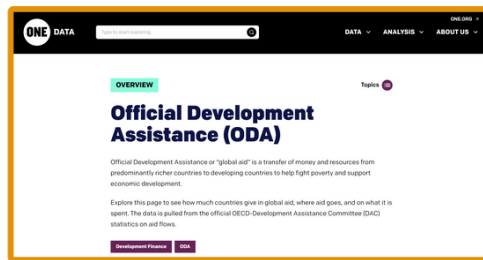 ONE.ORG
ONE DATA
Type to start exploring
DATA ANALYSIS ABOUT US
OVERVIEW
Topics
Official Development
Assistance (ODA)
Official Development Assistance or "global aid" is a transfer of money and resources from
predominantly richer countries to developing countries to help fight poverty and support
economic development.
Explore this page to see how much countries give in global aid, where aid goes, and on what it is
spent. The data is pulled from the official OECD-Development Assistance Committee (DAC)
statistics on aid flows.
Development Finance ODA